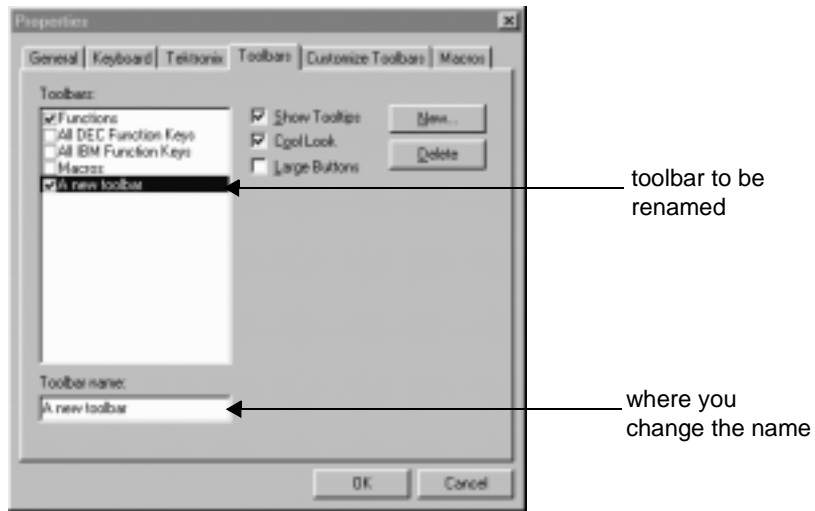 Properties
General Keyboard Tektronix Toolbars Customize Toolbars Macros
Toolbars:
Functions
All DEC Function Keys
All IBM Function Keys
Macros
A new toolbar
Show Tooltips
Cool Look
Large Buttons
New...
Delete
toolbar to be
renamed
Toolbar name:
A new toolbar
where you
change the name
OK Cancel